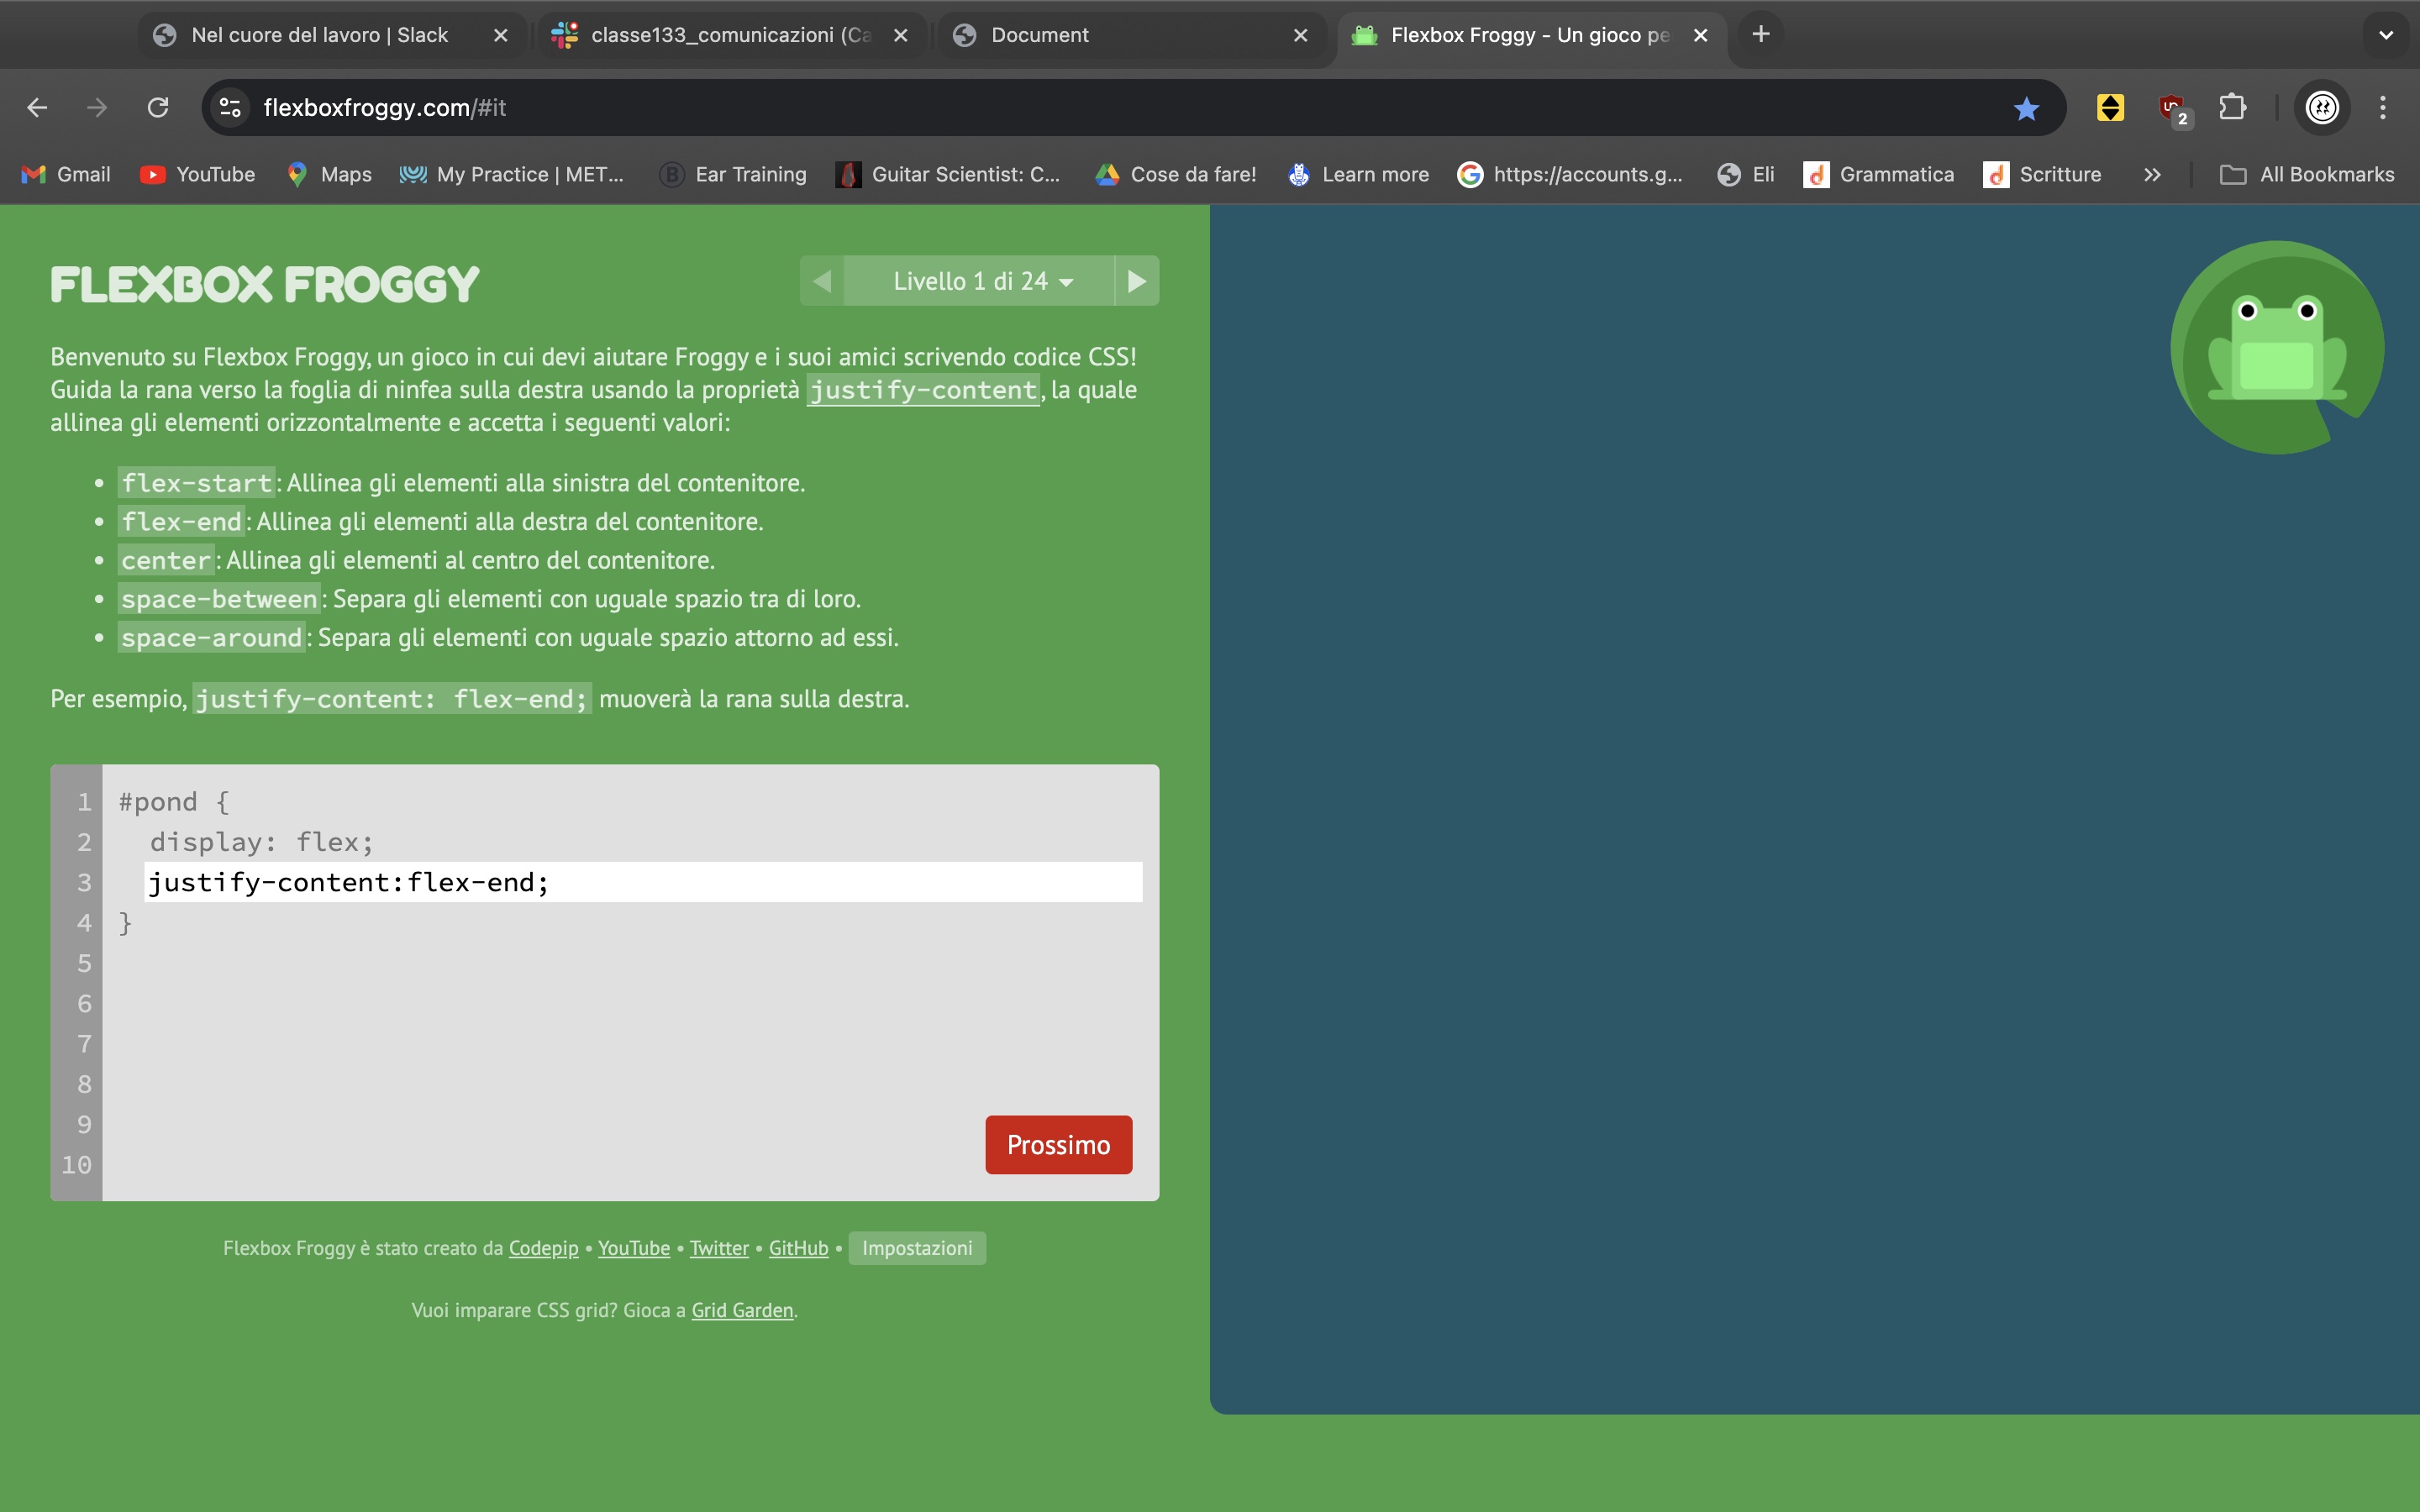 Nel cuore del lavoro | Slack
classe133_comunicazioni (Ca
Document
Flexbox Froggy - Un gioco pe
flexboxfroggy.com/#it
2
Gmail
YouTube
Maps
My Practice | MET...
Ear Training
Guitar Scientist: C...
Cose da fare!
Learn more
https://accounts.g...
Eli
Grammatica
Scritture
All Bookmarks
FLEXBOX FROGGY
Livello 1 di 24
Benvenuto su Flexbox Froggy, un gioco in cui devi aiutare Froggy e i suoi amici scrivendo codice CSS!
Guida la rana verso la foglia di ninfea sulla destra usando la proprietà justify-content, la quale
allinea gli elementi orizzontalmente e accetta i seguenti valori:
• flex-start: Allinea gli elementi alla sinistra del contenitore.
• flex-end: Allinea gli elementi alla destra del contenitore.
• center: Allinea gli elementi al centro del contenitore.
• space-between: Separa gli elementi con uguale spazio tra di loro.
• space-around: Separa gli elementi con uguale spazio attorno ad essi.
Per esempio, justify-content: flex-end; muoverà la rana sulla destra.
1 #pond {
2 display: flex;
3 justify-content:flex-end;
4 }
5
6
7
8
9
10
Prossimo
Flexbox Froggy è stato creato da Codepip • YouTube • Twitter • GitHub • Impostazioni
Vuoi imparare CSS grid? Gioca a Grid Garden.